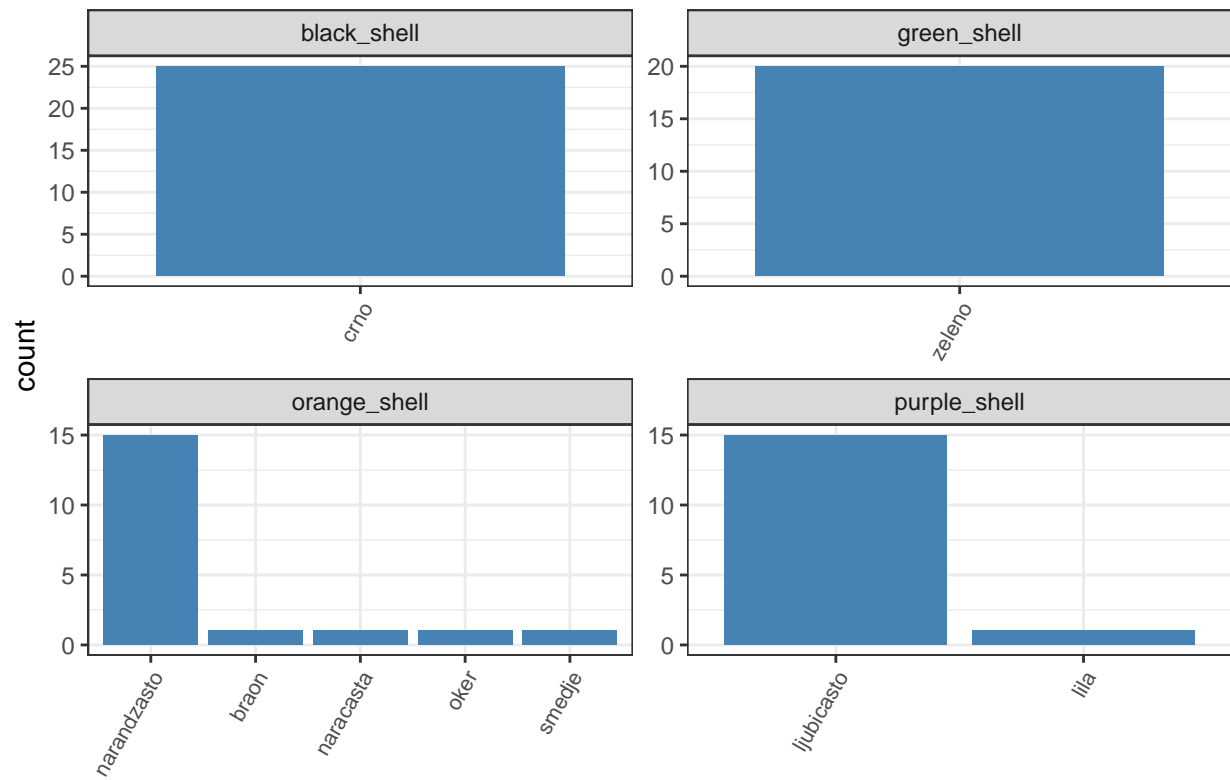 black_shell
green_shell
25
20
15
10
5
0
20
15
10
5
0
crno
zeleno
count
orange_shell
purple_shell
15
10
5
0
15
10
5
0
narandzasto
braon
naracasta
oker
smedje
ljubicasto
lila